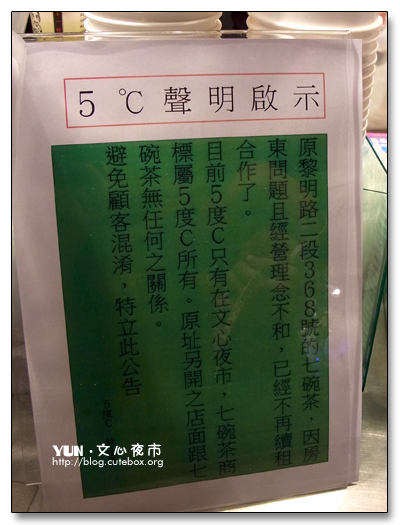 5℃聲明啟示
原黎明路二段368號的七碗茶，因房
東問題且經營理念不和，已經不再續租
合作了。
目前5度C只有在文心夜市，七碗茶商
標屬5度C所有。原址另開之店面跟七
碗茶無任何之關係。
避免顧客混淆，特立此公告
5度C
YUN·文心夜市
http://blog.cutebox.org